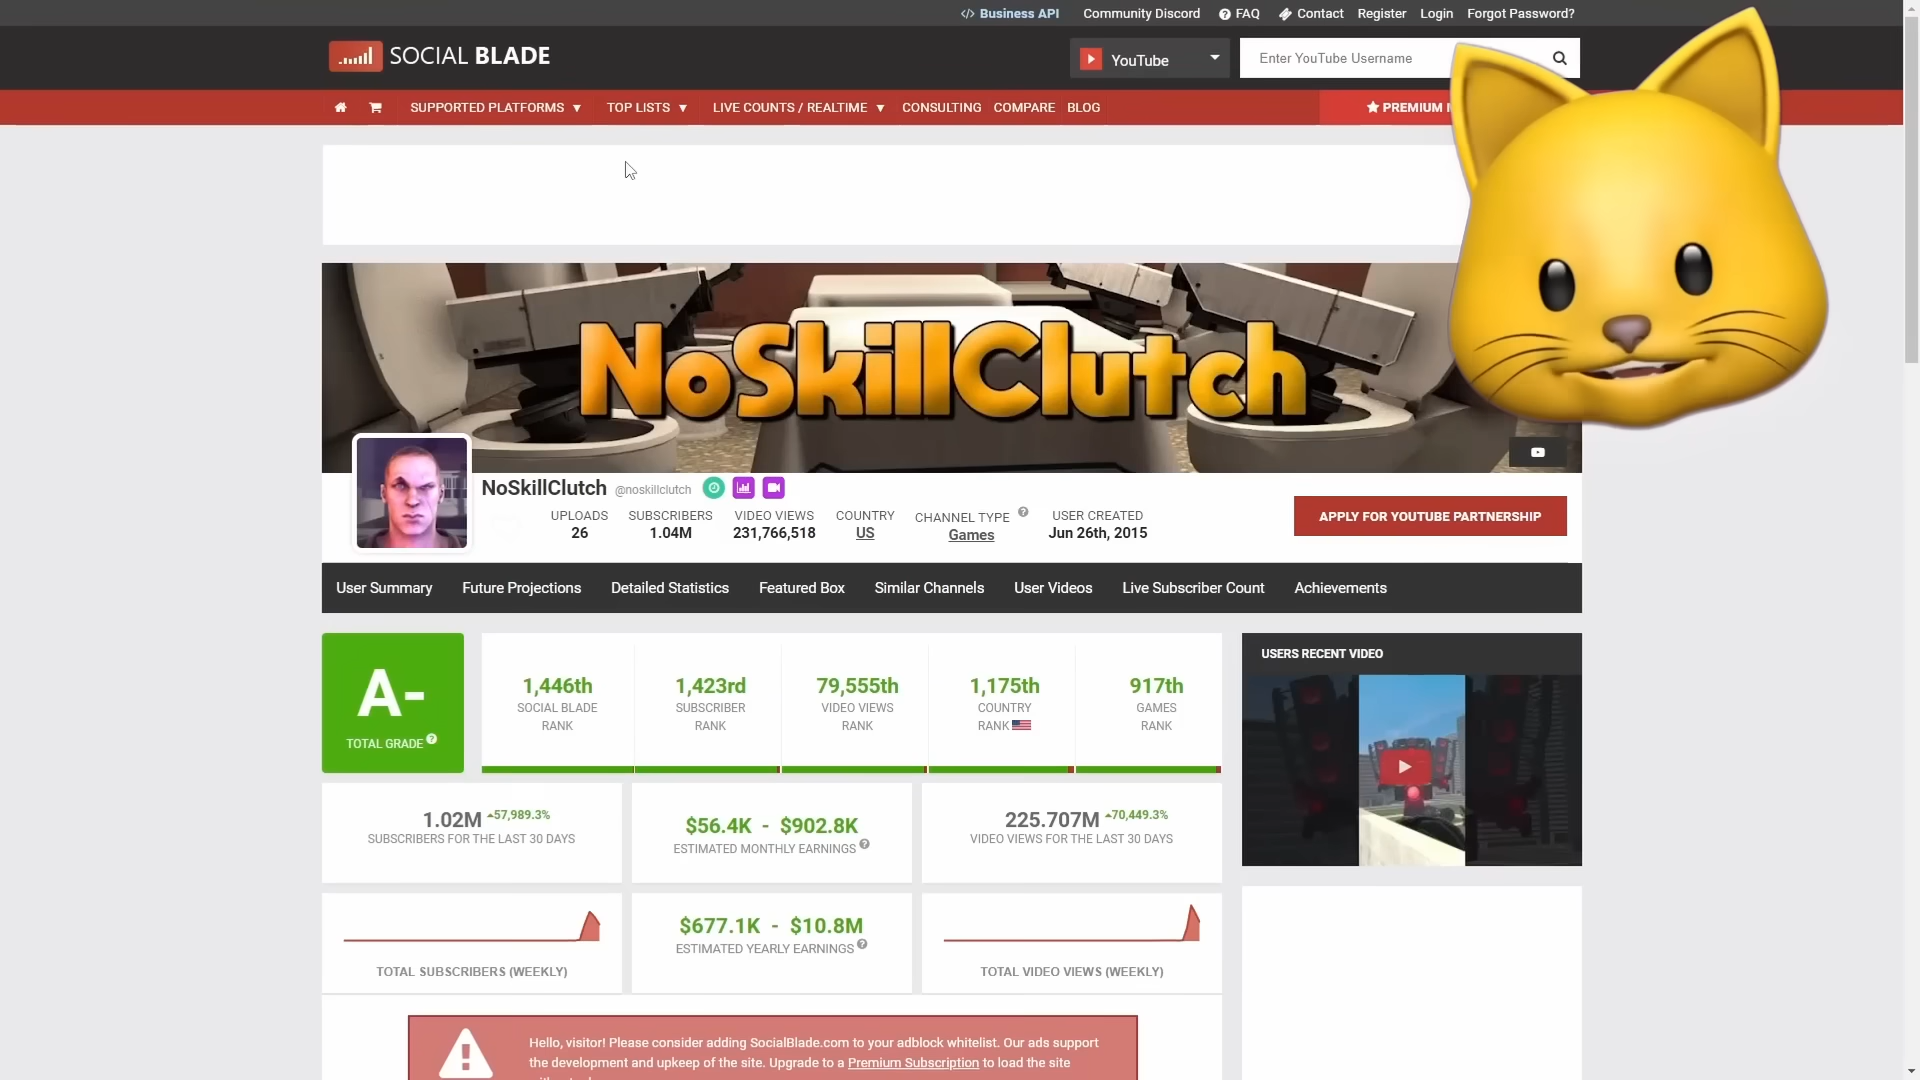 </> Business API Community Discord FAQ Contact Register Login Forgot Password?
SOCIAL BLADE
YouTube
Enter YouTube Username
SUPPORTED PLATFORMS TOP LISTS LIVE COUNTS / REALTIME CONSULTING COMPARE BLOG
PREMIUM
NoSkillClutch
NoSkillClutch @noskillclutch
UPLOADS SUBSCRIBERS VIDEO VIEWS COUNTRY CHANNEL TYPE USER CREATED
26 1.04M 231,766,518 US Games Jun 26th, 2015
APPLY FOR YOUTUBE PARTNERSHIP
User Summary Future Projections Detailed Statistics Featured Box Similar Channels User Videos Live Subscriber Count Achievements
A-
TOTAL GRADE
1,446th 1,423rd 79,555th 1,175th 917th
SOCIAL BLADE SUBSCRIBER VIDEO VIEWS COUNTRY GAMES
RANK RANK RANK RANK RANK
USERS RECENT VIDEO
1.02M 57,989.3%
SUBSCRIBERS FOR THE LAST 30 DAYS
$56.4K - $902.8K
ESTIMATED MONTHLY EARNINGS
225.707M 70,449.3%
VIDEO VIEWS FOR THE LAST 30 DAYS
TOTAL SUBSCRIBERS (WEEKLY)
$677.1K - $10.8M
ESTIMATED YEARLY EARNINGS
TOTAL VIDEO VIEWS (WEEKLY)
Hello, visitor! Please consider adding SocialBlade.com to your adblock whitelist. Our ads support
the development and upkeep of the site. Upgrade to a Premium Subscription to load the site